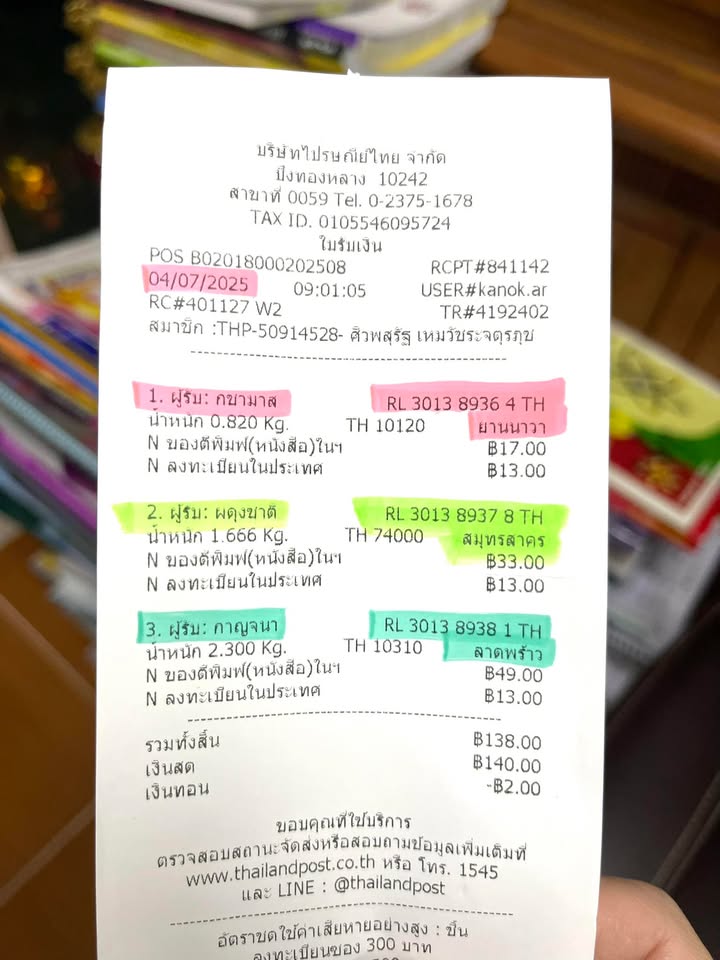 บริษัทไปรษณีย์ไทย จำกัด
บึงทองหลาง 10242
สาขาที่ 0059 Tel. 0-2375-1678
TAX ID. 0105546095724
ใบรับเงิน
POS B02018000202508 RCPT#841142
04/07/2025 09:01:05 USER#kanok.ar
RC#401127 W2 TR#4192402
สมาชิก :THP-50914528- ศิวพสุรัฐ เหมวัชระจตุรภุช
1. ผู้รับ: กชามาส RL 3013 8936 4 TH
น้ำหนัก 0.820 Kg. TH 10120 ยานนาวา
N ของตีพิมพ์(หนังสือ)ในฯ ฿17.00
N ลงทะเบียนในประเทศ ฿13.00
2. ผู้รับ: ผดุงชาติ RL 3013 8937 8 TH
น้ำหนัก 1.666 Kg. TH 74000 สมุทรสาคร
N ของตีพิมพ์(หนังสือ)ในฯ ฿33.00
N ลงทะเบียนในประเทศ ฿13.00
3. ผู้รับ: กาญจนา RL 3013 8938 1 TH
น้ำหนัก 2.300 Kg. TH 10310 ลาดพร้าว
N ของตีพิมพ์(หนังสือ)ในฯ ฿49.00
N ลงทะเบียนในประเทศ ฿13.00
รวมทั้งสิ้น ฿138.00
เงินสด ฿140.00
เงินทอน -฿2.00
ขอบคุณที่ใช้บริการ
ตรวจสอบสถานะจัดส่งหรือสอบถามข้อมูลเพิ่มเติมที่
www.thailandpost.co.th หรือ โทร. 1545
และ LINE : @thailandpost
อัตราชดใช้ค่าเสียหายอย่างสูง : ชิ้น
ลงทะเบียนซอง 300 บาท